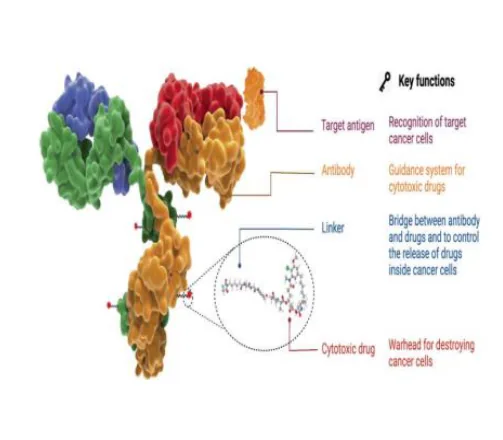 Key functions
Target antigen
Recognition of target
cancer cells
Antibody
Guidance system for
cytotoxic drugs
Linker
Bridge between antibody
and drugs and to control
the release of drugs
inside cancer cells
Cytotoxic drug
Warhead for destroying
cancer cells